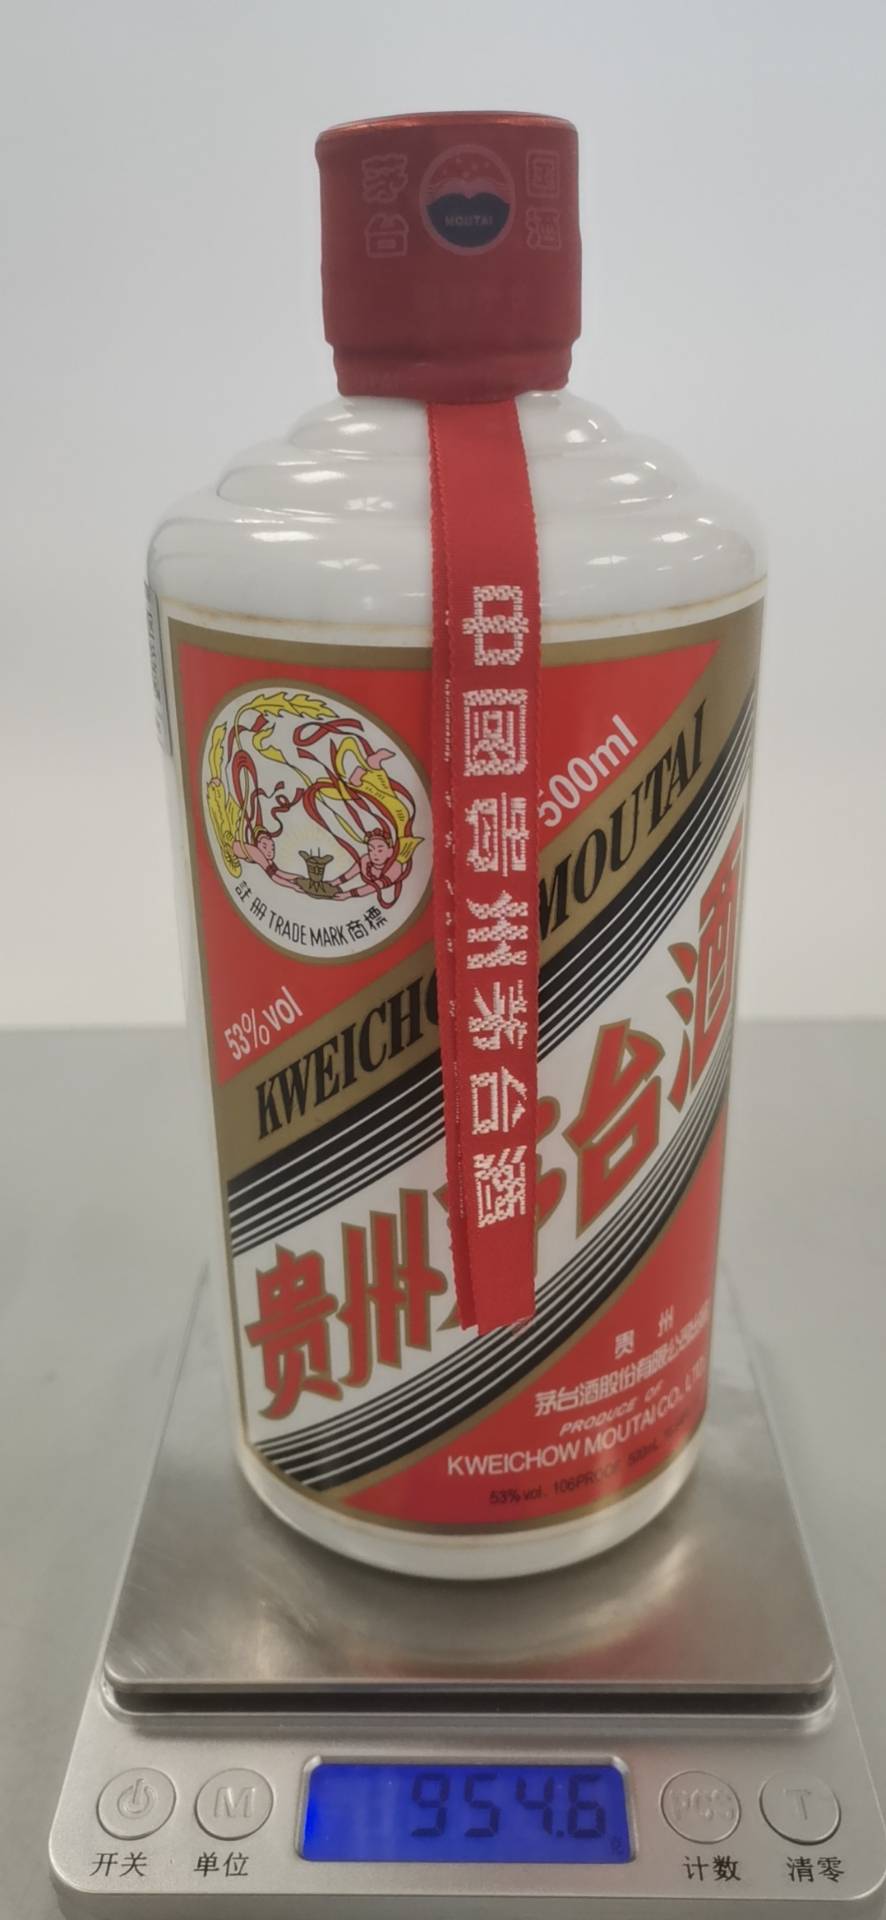 国酒
茅台
MOUTAI
中国贵州茅台酒
500ml
註册 TRADE MARK 商標
53%vol
KWEICHO
MOUTAI
贵州茅台酒
贵州
茅台酒股份有限公司出品
PRODUCE OF
KWEICHOW MOUTAI CO., LTD
53% vol. 106PROOF 500mL
954.6
M
PCS
T
开关
单位
计数
清零